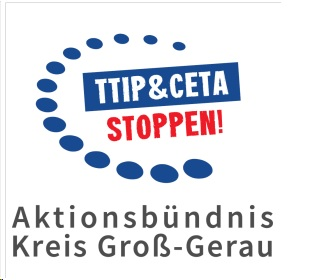 TTIP&CETA
STOPPEN!
Aktionsbündnis
Kreis Groß-Gerau